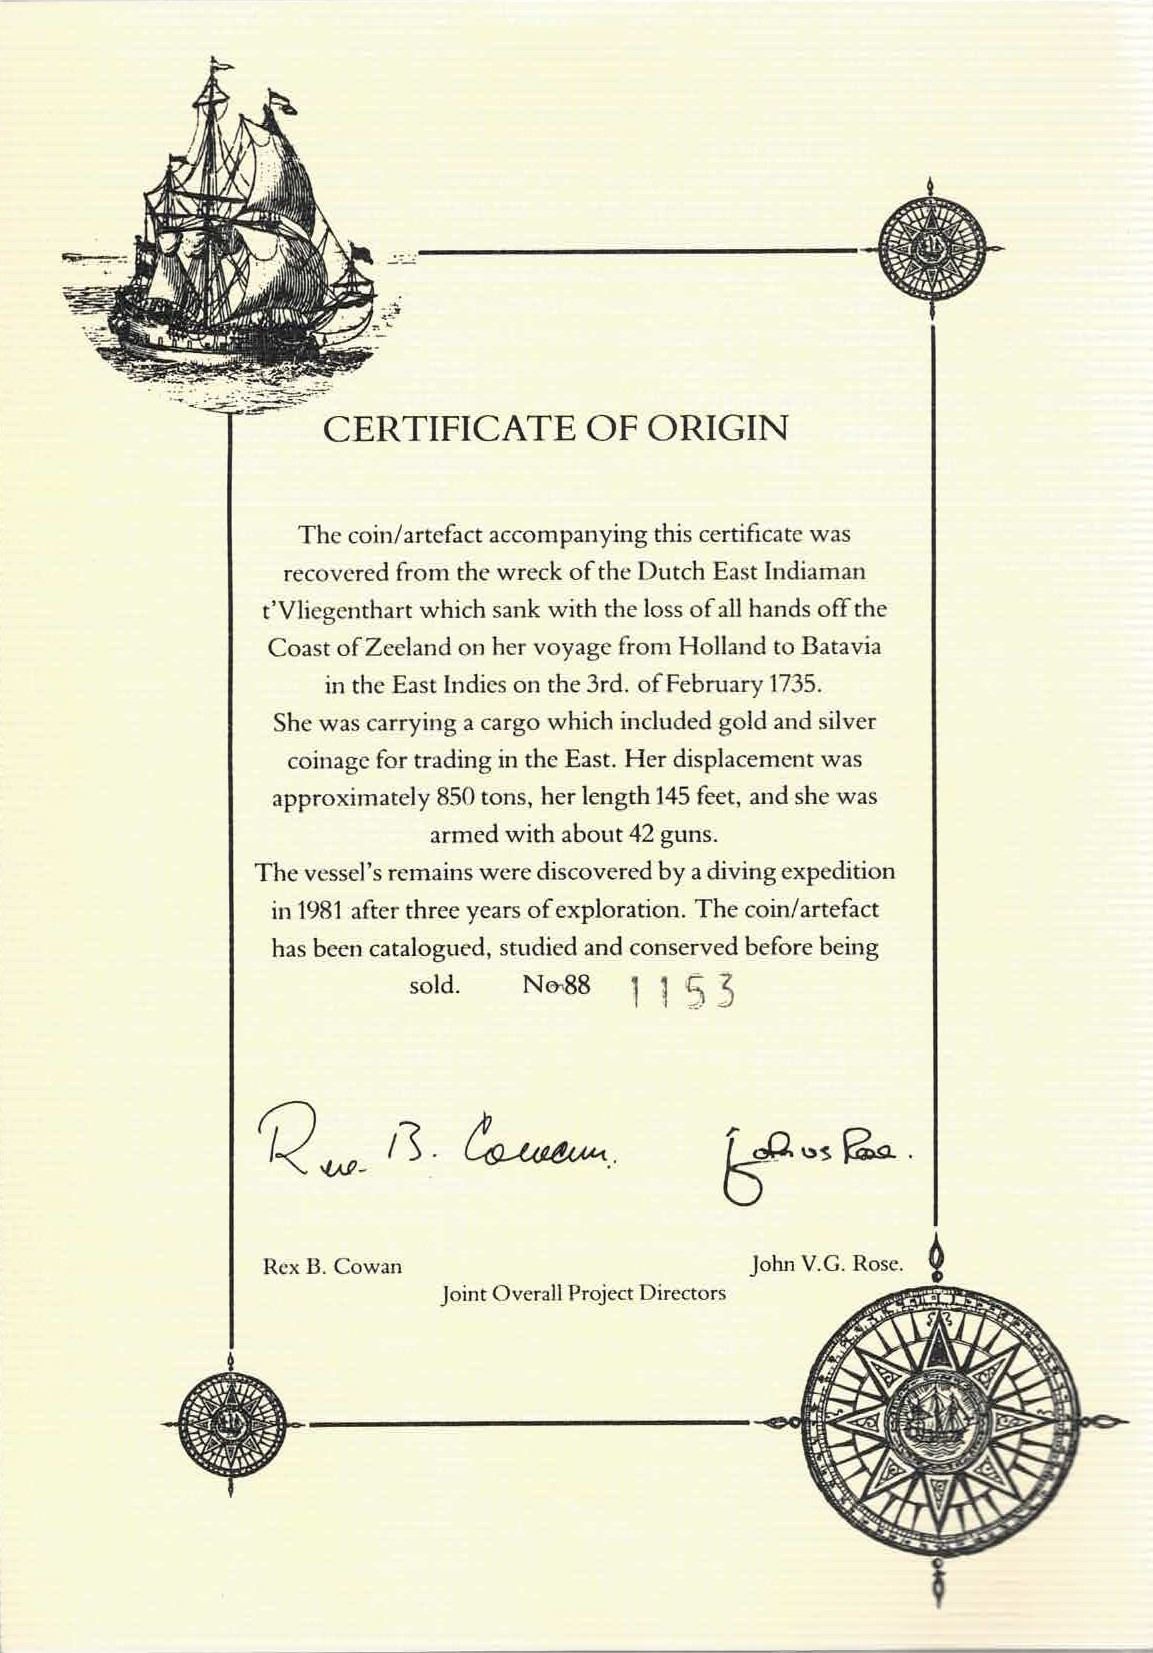 CERTIFICATE OF ORIGIN
The coin/artefact accompanying this certificate was
recovered from the wreck of the Dutch East Indiaman
t'Vliegenthart which sank with the loss of all hands off the
Coast of Zeeland on her voyage from Holland to Batavia
in the East Indies on the 3rd. of February 1735.
She was carrying a cargo which included gold and silver
coinage for trading in the East. Her displacement was
approximately 850 tons, her length 145 feet, and she was
armed with about 42 guns.
The vessel's remains were discovered by a diving expedition
in 1981 after three years of exploration. The coin/artefact
has been catalogued, studied and conserved before being
sold. No 88 1153
Rex B. Cowan. John VG Rose.
Rex B. Cowan John V.G. Rose.
Joint Overall Project Directors